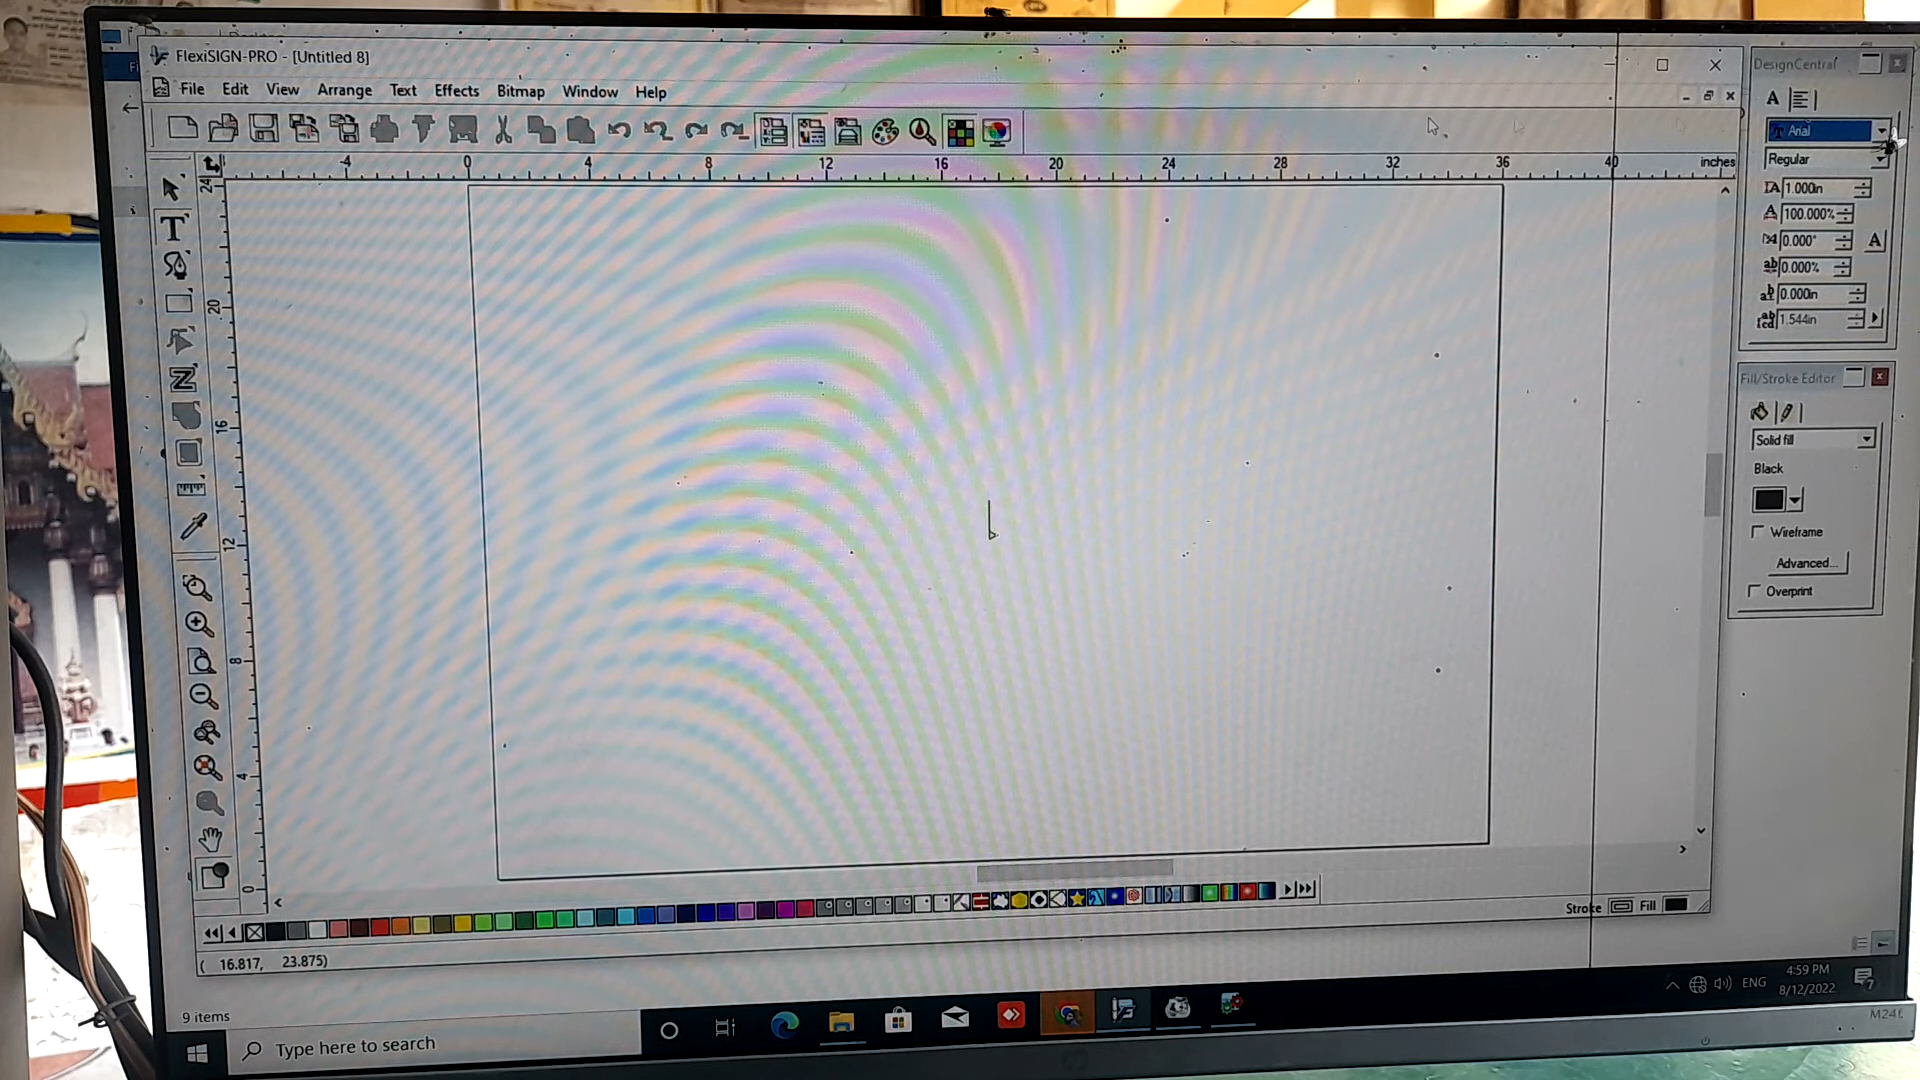 FlexiSIGN-PRO - [Untitled 8]
File Edit View Arrange Text Effects Bitmap Window Help
-4 0 4 8 12 16 20 24 28 32 36 40 inches
24
20
16
12
8
4
0
DesignCentral
A
Arial
Regular
1.000in
100.000%
0.000°
A
0.000%
0.000in
1.544in
Fill/Stroke Editor
Solid fill
Black
Wireframe
Advanced...
Overprint
Stroke Fill
( 16.817, 23.875)
9 items
Type here to search
ENG
4:59 PM
8/12/2022
7